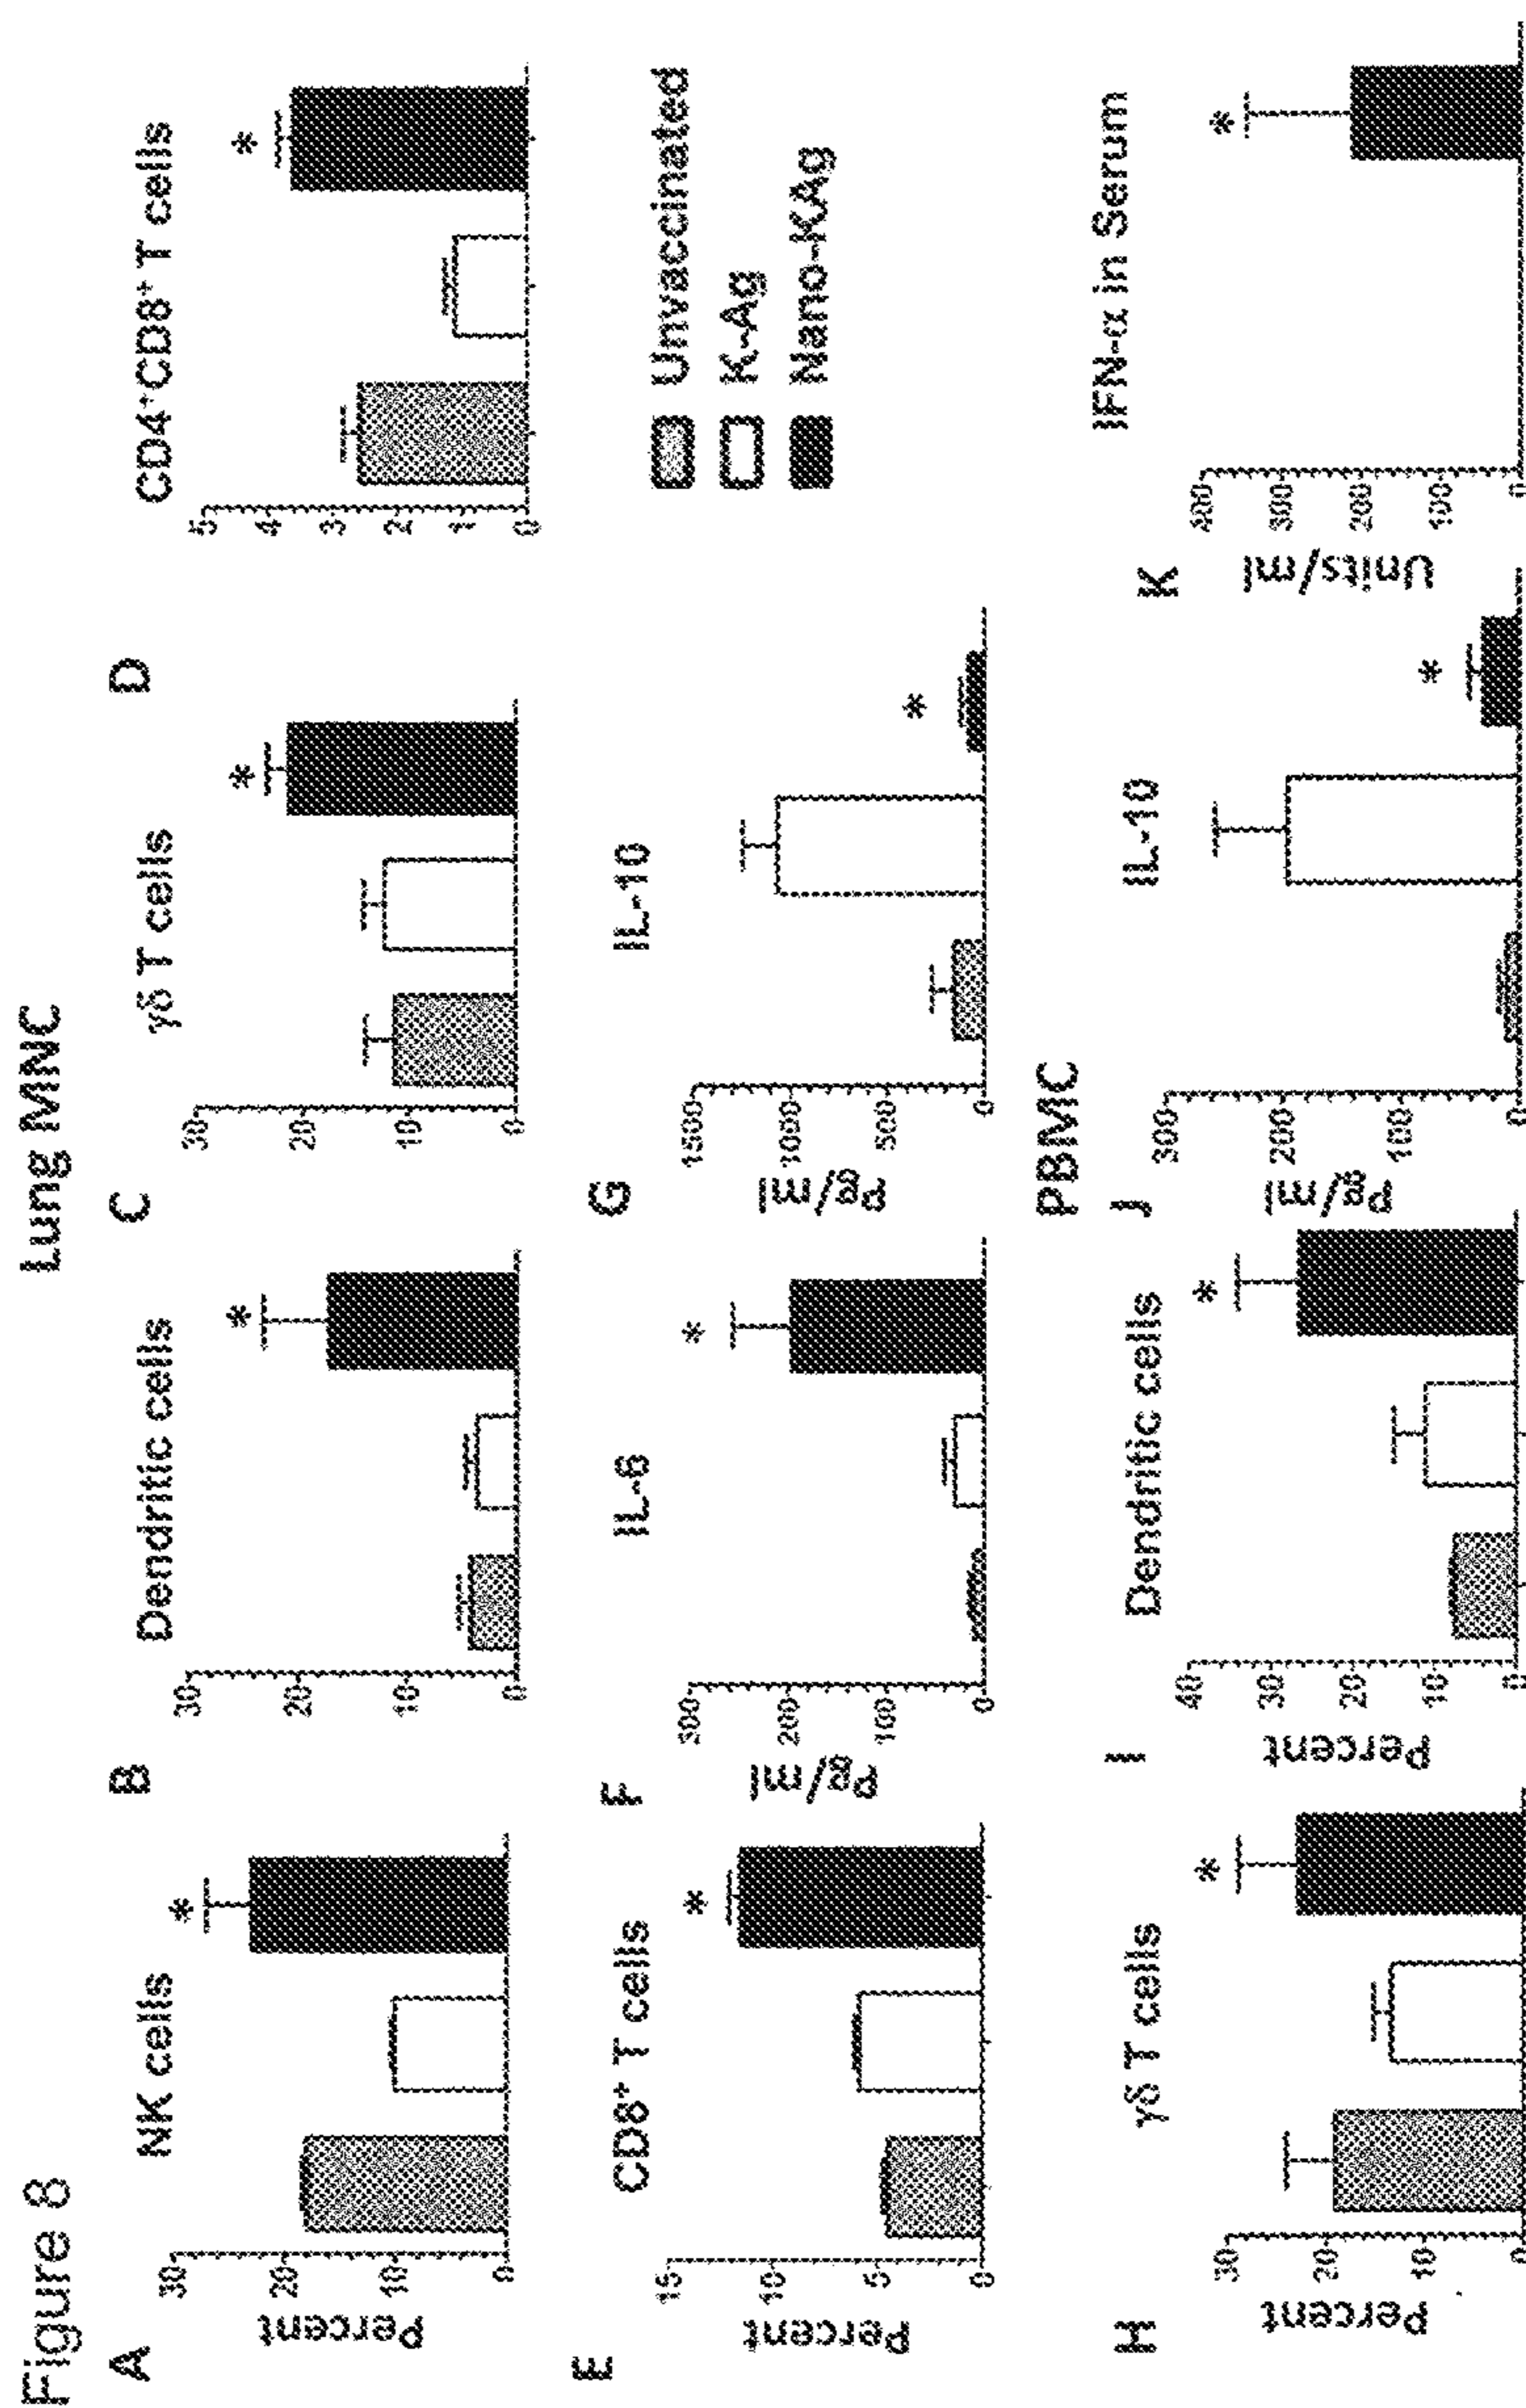 Figure 8
Lung MNC
A
NK cells
Percent
30
20
10
0
*
B
Dendritic cells
30
20
10
0
*
C
γδ T cells
30
20
10
0
*
D
CD4⁺CD8⁺ T cells
5
4
3
2
1
0
*
E
CD8⁺ T cells
Percent
15
10
5
0
*
F
IL-6
Pg/ml
300
200
100
0
*
G
IL-10
Pg/ml
1500
1000
500
0
*
Unvaccinated
K-Ag
Nano-KAg
PBMC
H
γδ T cells
Percent
30
20
10
0
*
I
Dendritic cells
Percent
40
30
20
10
0
*
J
IL-10
Pg/ml
300
200
100
0
*
K
IFN-α in Serum
Units/ml
400
300
200
100
0
*